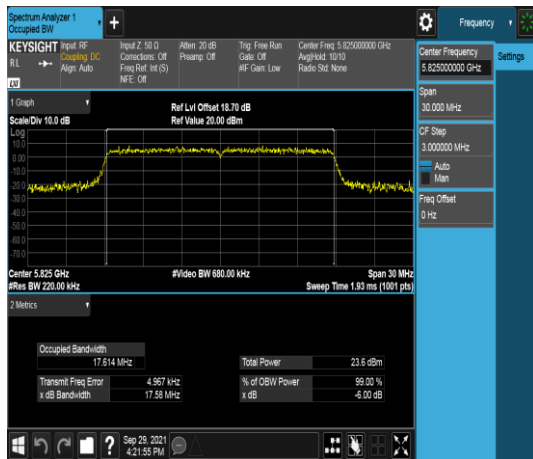 Spectrum Analyzer 1
Occupied BW
+
Frequency
KEYSIGHT
RL
LXI
Input: RF
Coupling: DC
Align: Auto
Input Z: 50 Ω
Corrections: Off
Freq Ref: Int (S)
NFE: Off
Atten: 20 dB
Preamp: Off
Trig: Free Run
Gate: Off
#IF Gain: Low
Center Freq: 5.825000000 GHz
Avg|Hold: 10/10
Radio Std: None
Center Frequency
5.825000000 GHz
Settings
Span
30.000 MHz
CF Step
3.000000 MHz
Auto
Man
Freq Offset
0 Hz
1 Graph
Scale/Div 10.0 dB
Ref Lvl Offset 18.70 dB
Ref Value 20.00 dBm
Log
10.0
0.00
-10.0
-20.0
-30.0
-40.0
-50.0
-60.0
-70.0
Center 5.825 GHz
#Res BW 220.00 kHz
#Video BW 680.00 kHz
Span 30 MHz
Sweep Time 1.93 ms (1001 pts)
2 Metrics
Occupied Bandwidth
17.614 MHz
Total Power 23.6 dBm
Transmit Freq Error 4.967 kHz
% of OBW Power 99.00 %
x dB Bandwidth 17.58 MHz
x dB -6.00 dB
?
Sep 29, 2021
4:21:55 PM